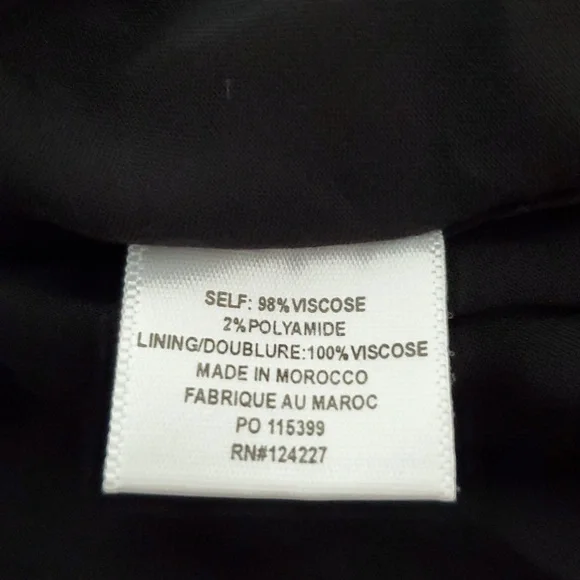 SELF: 98%VISCOSE
2%POLYAMIDE
LINING/DOUBLURE:100%VISCOSE
MADE IN MOROCCO
FABRIQUE AU MAROC
PO 115399
RN#124227